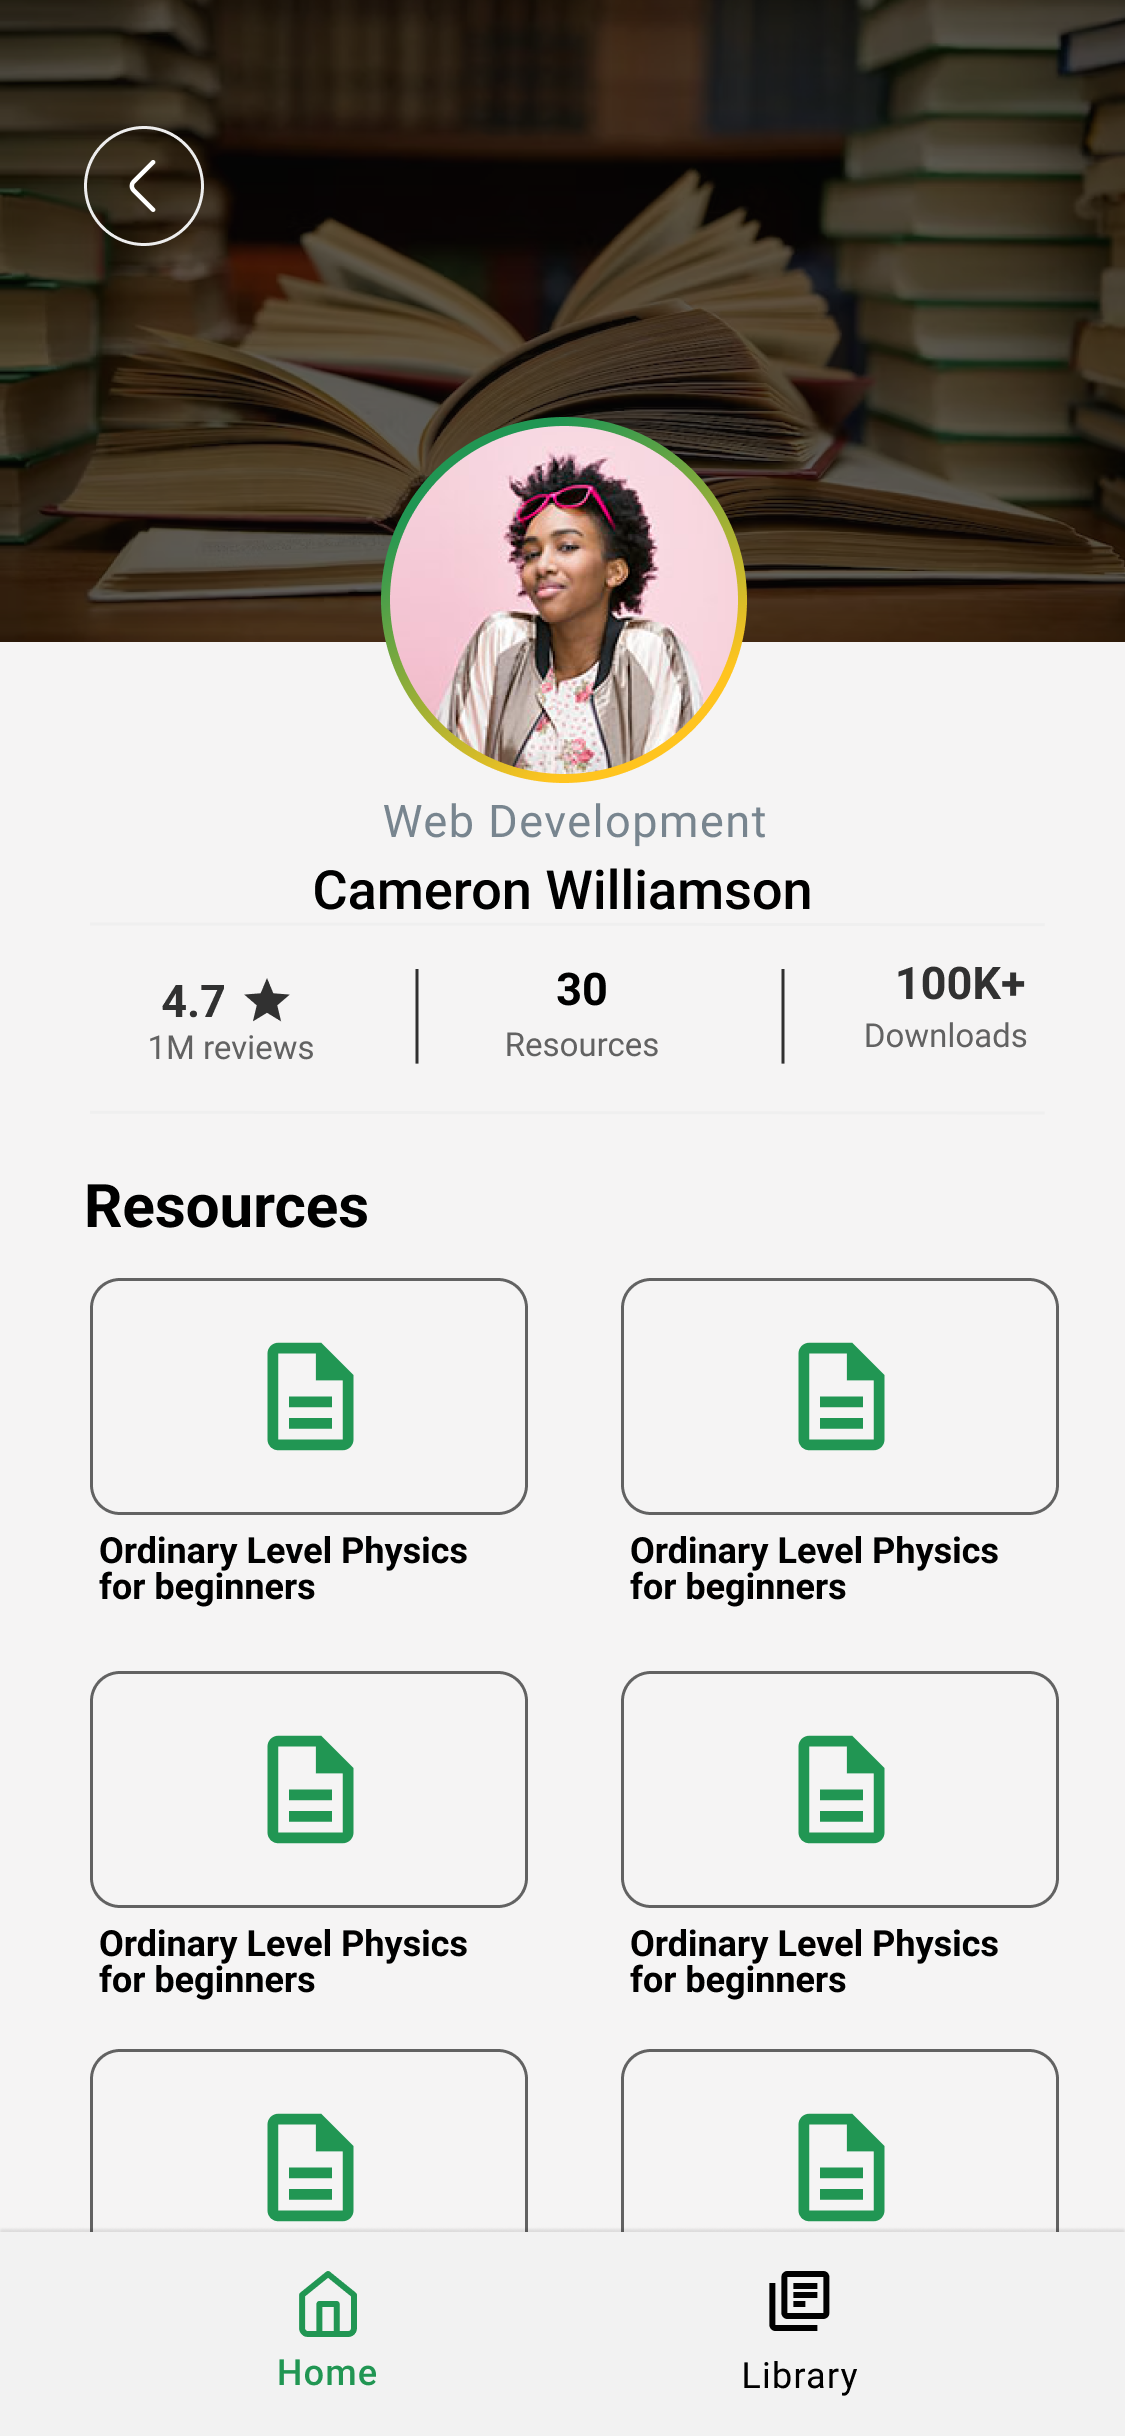 Web Development
Cameron Williamson
4.7
1M reviews
30
Resources
100K+
Downloads
Resources
Ordinary Level Physics
for beginners
Ordinary Level Physics
for beginners
Ordinary Level Physics
for beginners
Ordinary Level Physics
for beginners
Home
Library